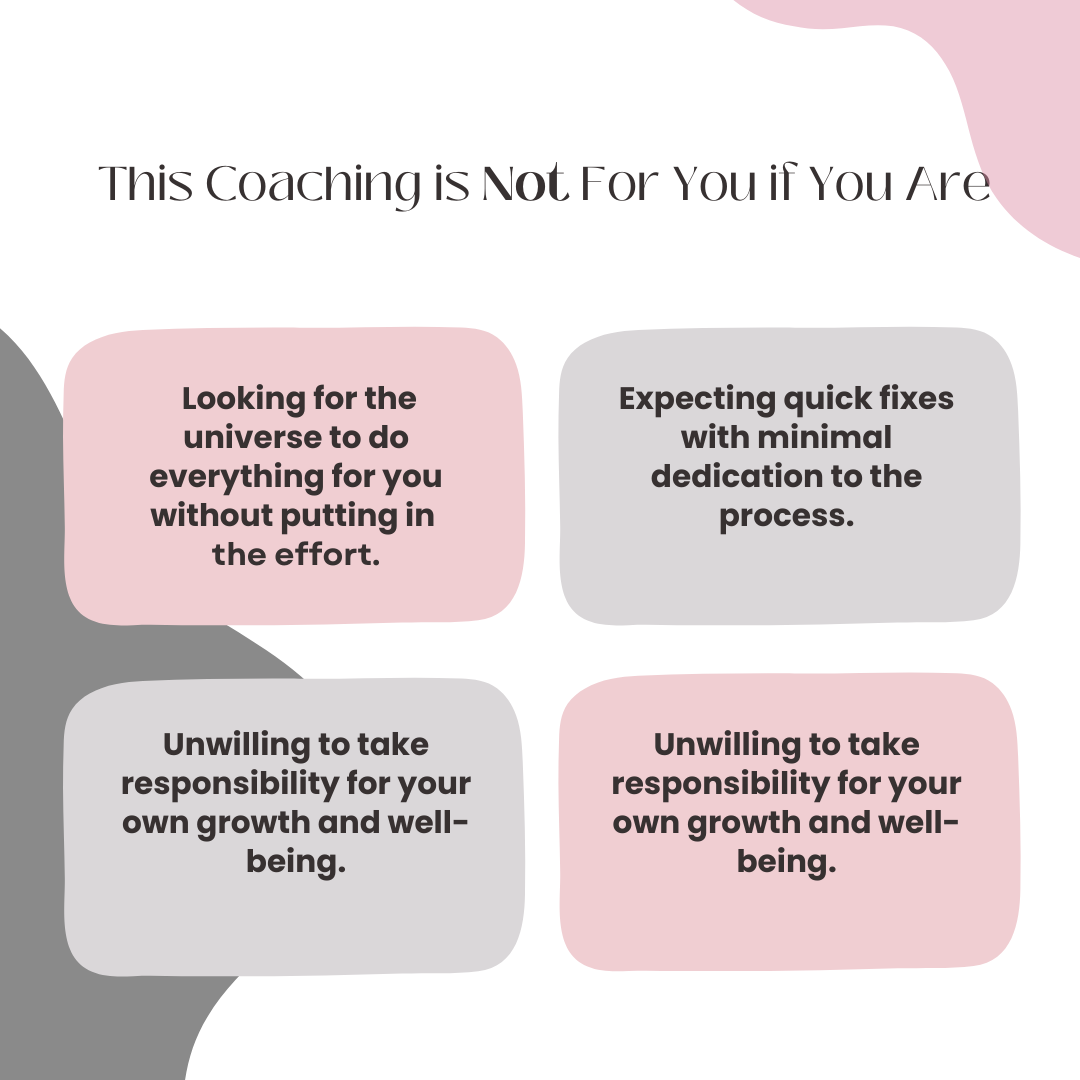 This Coaching is Not For You if You Are
Looking for the
universe to do
everything for you
without putting in
the effort.
Expecting quick fixes
with minimal
dedication to the
process.
Unwilling to take
responsibility for your
own growth and well-
being.
Unwilling to take
responsibility for your
own growth and well-
being.